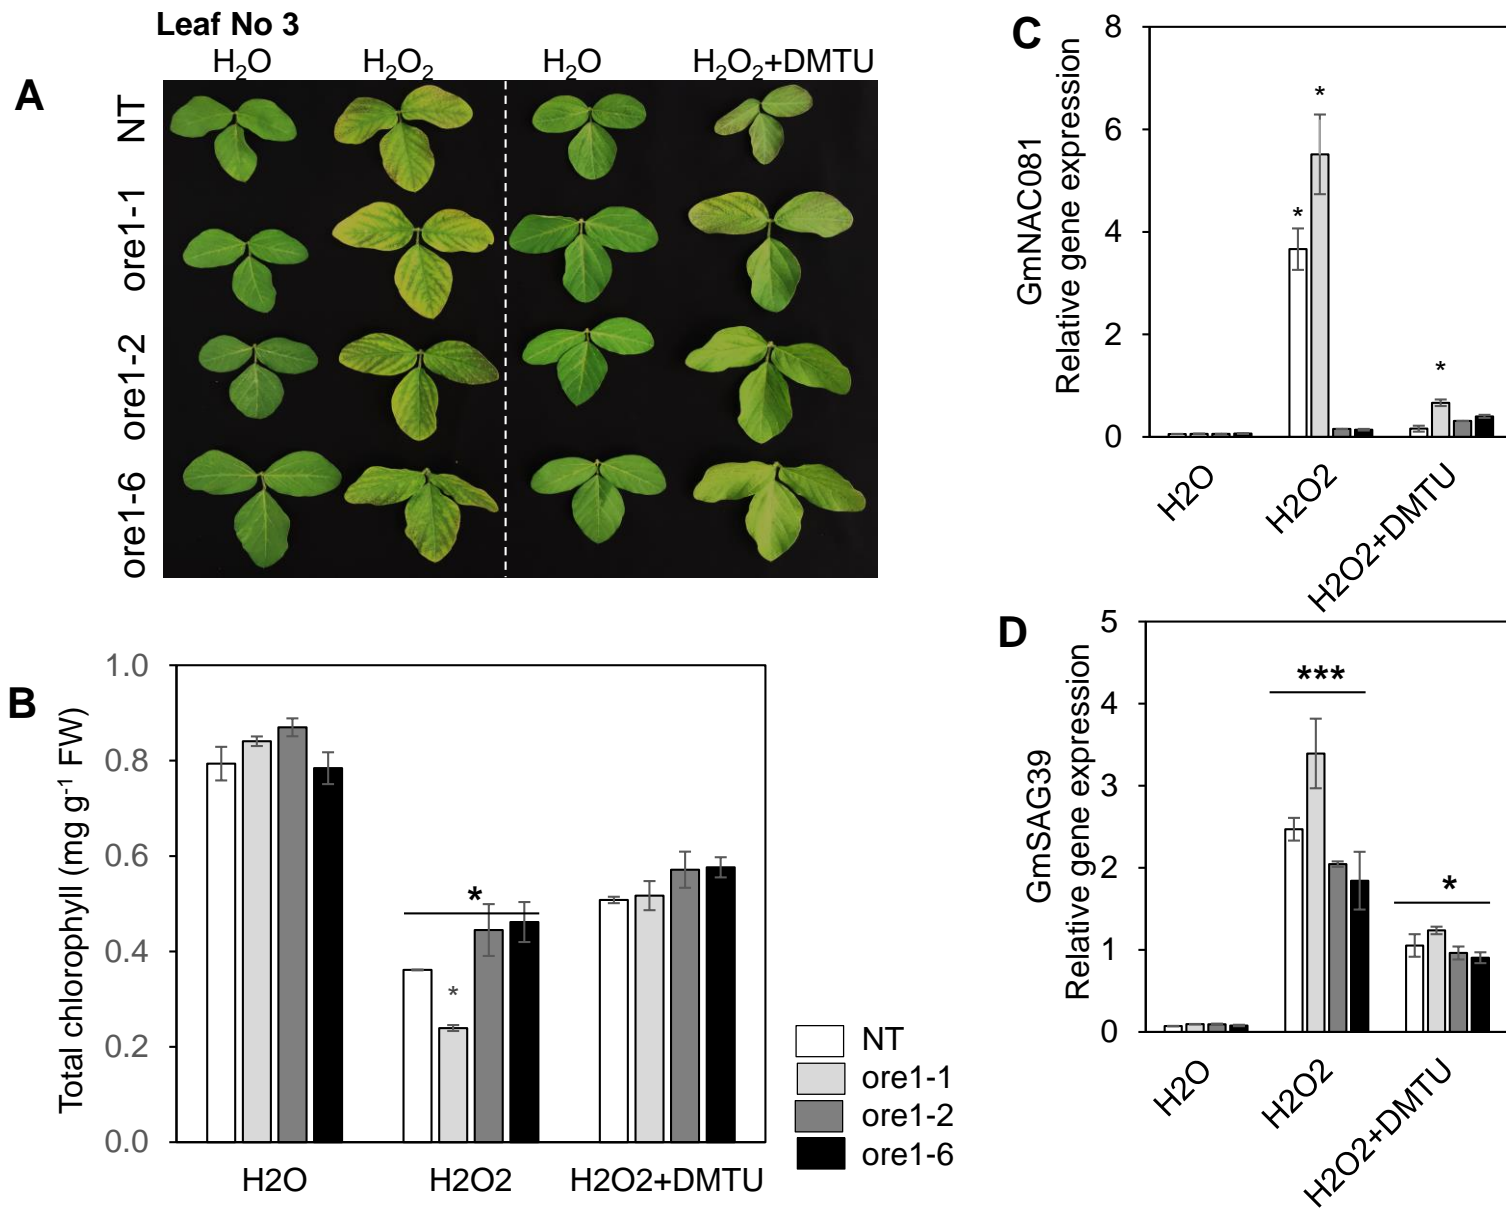 Leaf No 3
H₂O H₂O₂ H₂O H₂O₂+DMTU
A
NT
ore1-1
ore1-2
ore1-6
B
Total chlorophyll (mg g⁻¹ FW)
1.0
0.8
0.6
0.4
0.2
0.0
*
*
H2O H2O2 H2O2+DMTU
NT
ore1-1
ore1-2
ore1-6
C
GmNAC081
Relative gene expression
8
6
4
2
0
*
*
*
H2O
H2O2
H2O2+DMTU
D
GmSAG39
Relative gene expression
5
4
3
2
1
0
***
*
H2O
H2O2
H2O2+DMTU